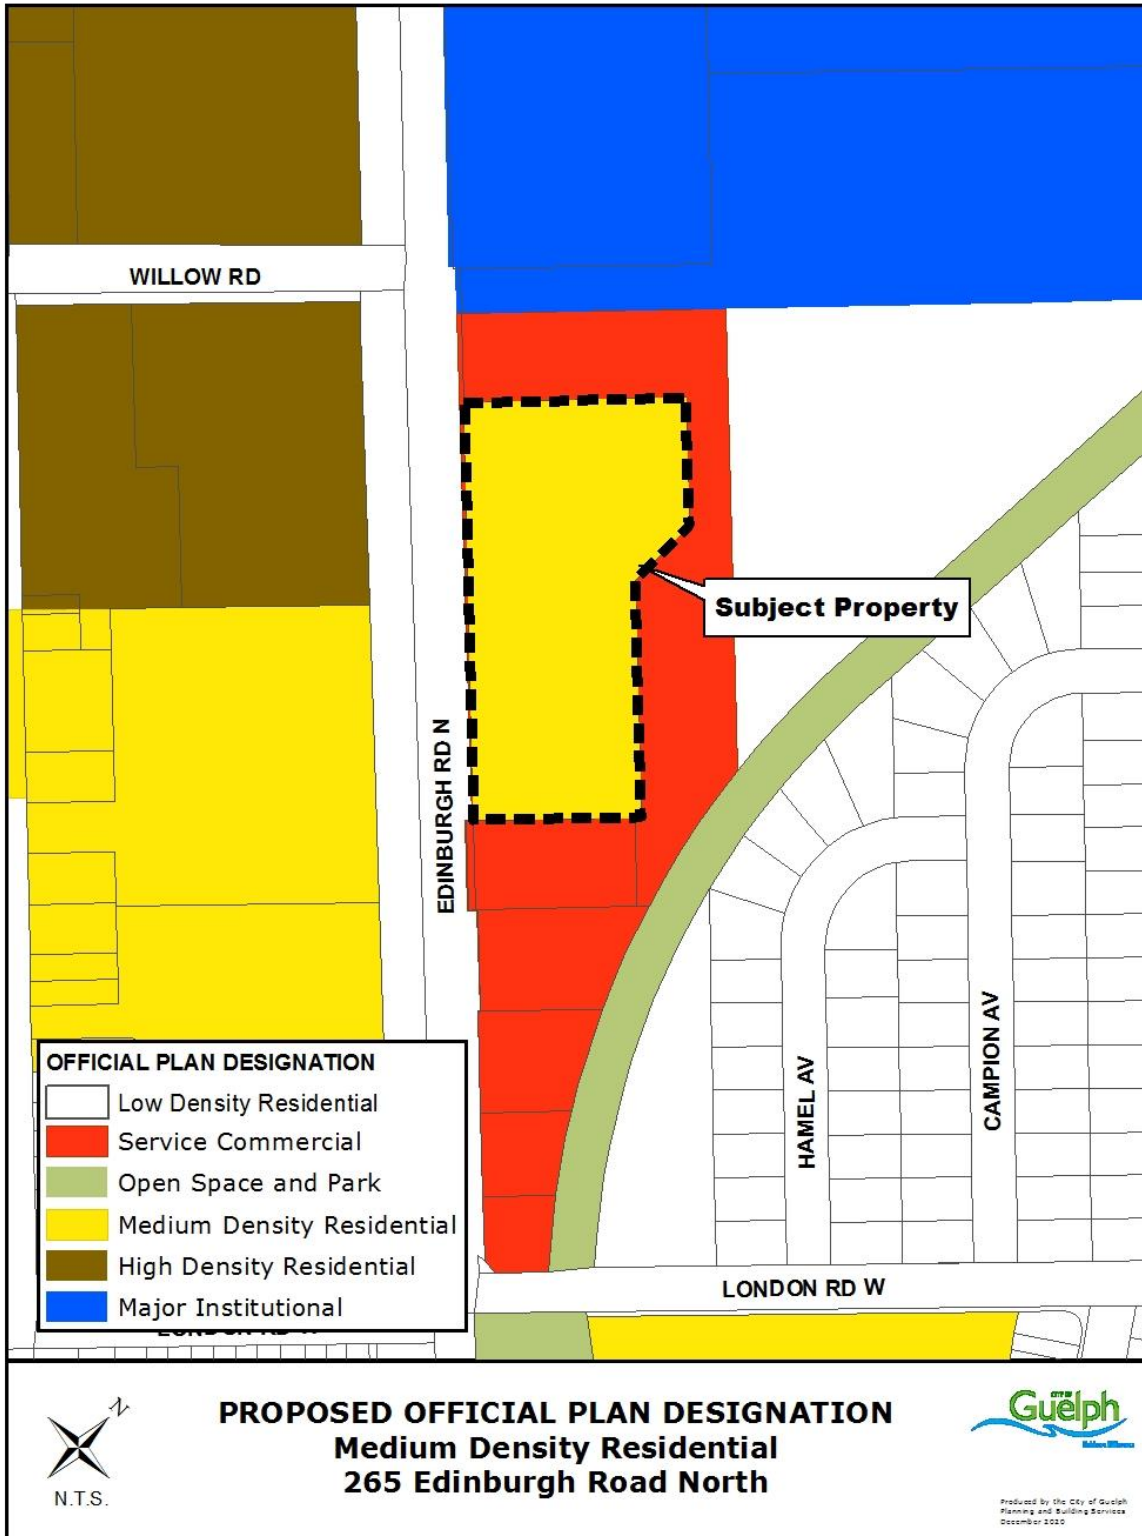 WILLOW RD
Subject Property
EDINBURGH RD N
HAMEL AV
CAMPION AV
OFFICIAL PLAN DESIGNATION
Low Density Residential
Service Commercial
Open Space and Park
Medium Density Residential
High Density Residential
Major Institutional
LONDON RD W
N
N.T.S.
PROPOSED OFFICIAL PLAN DESIGNATION
Medium Density Residential
265 Edinburgh Road North
CITY OF
Guelph
Produced by the City of Guelph
Planning and Building Services
December 2020